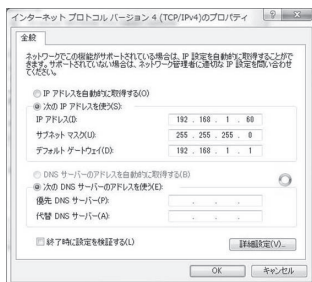 インターネット プロトコル バージョン 4 (TCP/IPv4)のプロパティ
全般
ネットワークでこの機能がサポートされている場合は、IP 設定を自動的に取得することがで
きます。サポートされていない場合は、ネットワーク管理者に適切な IP 設定を問い合わせ
てください。
IP アドレスを自動的に取得する(O)
次の IP アドレスを使う(S):
IP アドレス(I): 192 . 168 . 1 . 60
サブネット マスク(U): 255 . 255 . 255 . 0
デフォルト ゲートウェイ(D): 192 . 168 . 1 . 1
DNS サーバーのアドレスを自動的に取得する(B)
次の DNS サーバーのアドレスを使う(E):
優先 DNS サーバー(P): . . .
代替 DNS サーバー(A): . . .
終了時に設定を検証する(L)
詳細設定(V)...
OK キャンセル